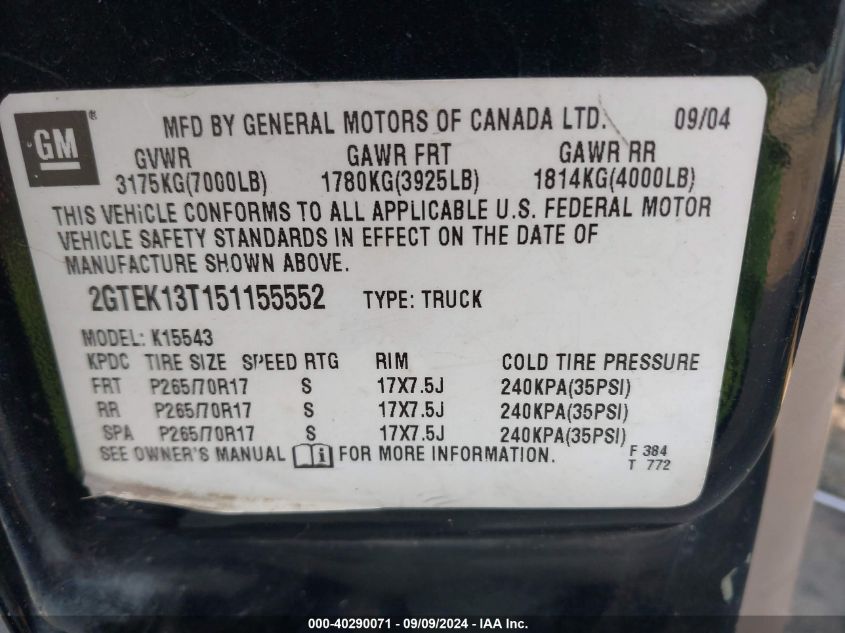 GM®
MFD BY GENERAL MOTORS OF CANADA LTD. 09/04
GVWR GAWR FRT GAWR RR
3175KG(7000LB) 1780KG(3925LB) 1814KG(4000LB)
THIS VEHICLE CONFORMS TO ALL APPLICABLE U.S. FEDERAL MOTOR
VEHICLE SAFETY STANDARDS IN EFFECT ON THE DATE OF
MANUFACTURE SHOWN ABOVE.
2GTEK13T151155552 TYPE: TRUCK
MODEL: K15543
KPDC TIRE SIZE SPEED RTG RIM COLD TIRE PRESSURE
FRT P265/70R17 S 17X7.5J 240KPA(35PSI)
RR P265/70R17 S 17X7.5J 240KPA(35PSI)
SPA P265/70R17 S 17X7.5J 240KPA(35PSI)
SEE OWNER'S MANUAL FOR MORE INFORMATION.
F 384
T 772
000-40290071 - 09/09/2024 - IAA Inc.